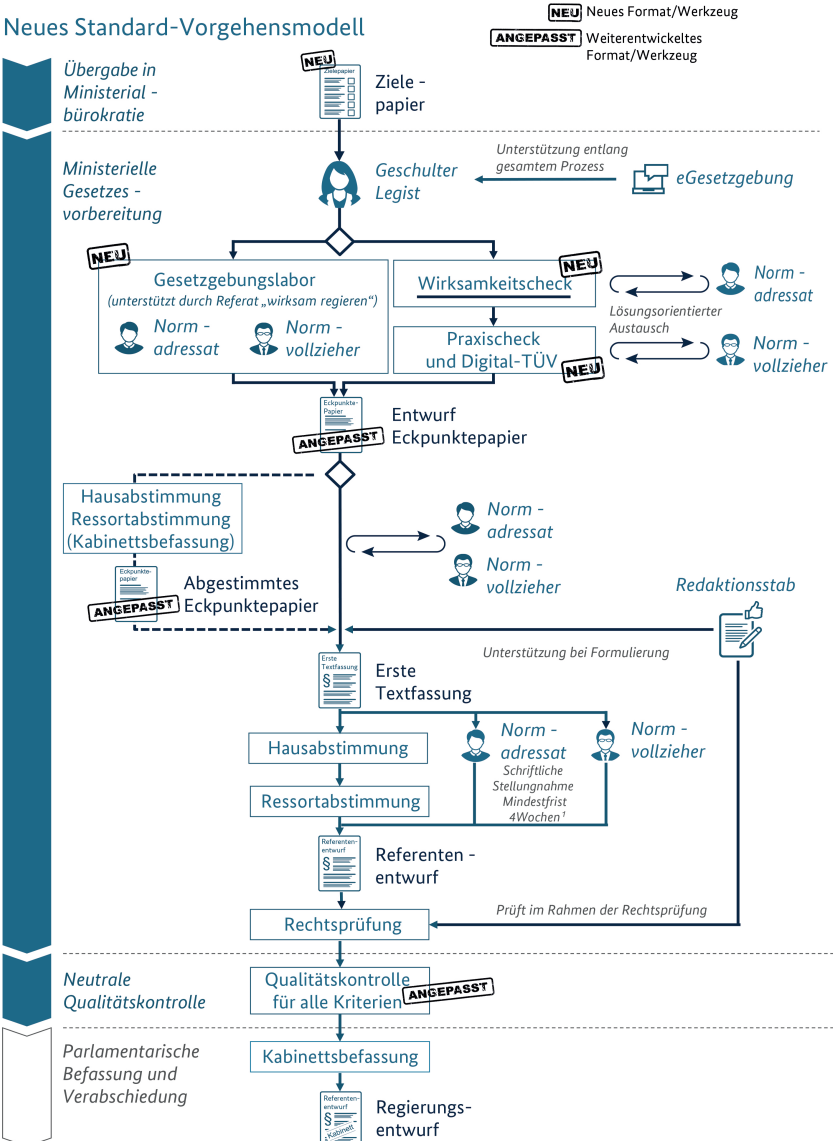 Neues Standard-Vorgehensmodell
NEU Neues Format/Werkzeug
ANGEPASST Weiterentwickeltes
Format/Werkzeug
Übergabe in
Ministerial -
bürokratie
NEU
Zielepapier
Ziele -
papier
Ministerielle
Gesetzes -
vorbereitung
Geschulter
Legist
Unterstützung entlang
gesamtem Prozess
eGesetzgebung
NEU
Gesetzgebungslabor
(unterstützt durch Referat „wirksam regieren“)
Norm -
adressat
Norm -
vollzieher
NEU
Wirksamkeitscheck
Praxischeck
und Digital-TÜV
NEU
Norm -
adressat
Lösungsorientierter
Austausch
Norm -
vollzieher
Eckpunkte-
Papier
ANGEPASST
Entwurf
Eckpunktepapier
Hausabstimmung
Ressortabstimmung
(Kabinettsbefassung)
Eckpunkte-
papier
ANGEPASST
Abgestimmtes
Eckpunktepapier
Norm -
adressat
Norm -
vollzieher
Redaktionsstab
Unterstützung bei Formulierung
Erste
Textfassung
§
Erste
Textfassung
Hausabstimmung
Ressortabstimmung
Norm -
adressat
Schriftliche
Stellungnahme
Mindestfrist
4Wochen¹
Norm -
vollzieher
Referenten-
entwurf
§
Referenten -
entwurf
Rechtsprüfung
Prüft im Rahmen der Rechtsprüfung
Neutrale
Qualitätskontrolle
Qualitätskontrolle
für alle Kriterien
ANGEPASST
Parlamentarische
Befassung und
Verabschiedung
Kabinettsbefassung
Referenten-
entwurf
§
Kabinett
Regierungs-
entwurf